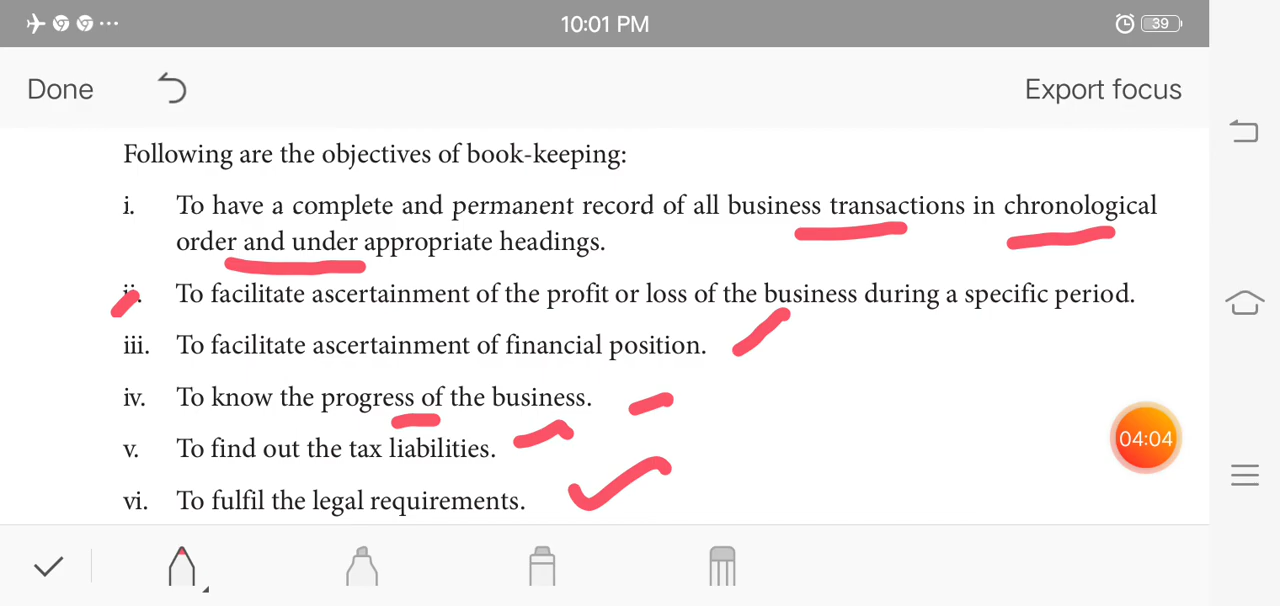 10:01 PM
39
Done
Export focus
Following are the objectives of book-keeping:
i. To have a complete and permanent record of all business transactions in chronological
order and under appropriate headings.
ii. To facilitate ascertainment of the profit or loss of the business during a specific period.
iii. To facilitate ascertainment of financial position.
iv. To know the progress of the business.
04:04
v. To find out the tax liabilities.
vi. To fulfil the legal requirements.